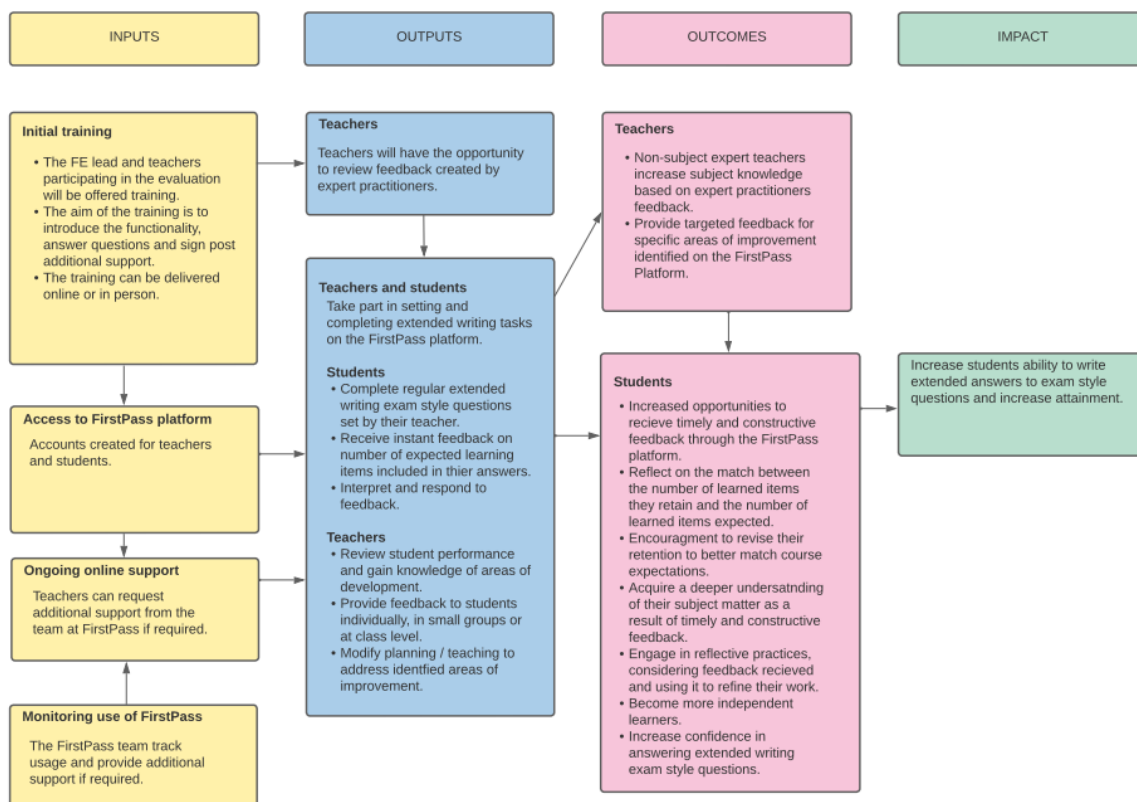 INPUTS
OUTPUTS
OUTCOMES
IMPACT
Initial training
• The FE lead and teachers
participating in the evaluation
will be offered training.
• The aim of the training is to
introduce the functionality,
answer questions and sign post
additional support.
• The training can be delivered
online or in person.
Access to FirstPass platform
Accounts created for teachers
and students.
Ongoing online support
Teachers can request
additional support from the
team at FirstPass if required.
Monitoring use of FirstPass
The FirstPass team track
usage and provide additional
support if required.
Teachers
Teachers will have the opportunity
to review feedback created by
expert practitioners.
Teachers and students
Take part in setting and
completing extended writing tasks
on the FirstPass platform.
Students
• Complete regular extended
writing exam style questions
set by their teacher.
• Receive instant feedback on
number of expected learning
items included in thier answers.
• Interpret and respond to
feedback.
Teachers
• Review student performance
and gain knowledge of areas of
development.
• Provide feedback to students
individually, in small groups or
at class level.
• Modify planning / teaching to
address identfied areas of
improvement.
Teachers
• Non-subject expert teachers
increase subject knowledge
based on expert practitioners
feedback.
• Provide targeted feedback for
specific areas of improvement
identified on the FirstPass
Platform.
Students
• Increased opportunities to
recieve timely and constructive
feedback through the FirstPass
platform.
• Reflect on the match between
the number of learned items
they retain and the number of
learned items expected.
• Encouragment to revise their
retention to better match course
expectations.
• Acquire a deeper undersatnding
of their subject matter as a
result of timely and constructive
feedback.
• Engage in reflective practices,
considering feedback recieved
and using it to refine their work.
• Become more independent
learners.
• Increase confidence in
answering extended writing
exam style questions.
Increase students ability to write
extended answers to exam style
questions and increase attainment.